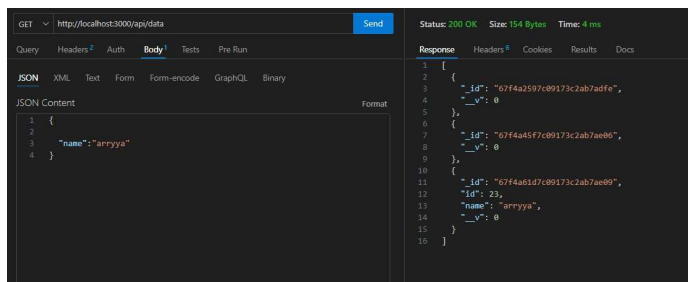 GET http://localhost:3000/api/data Send
Query Headers 2 Auth Body 1 Tests Pre Run
JSON XML Text Form Form-encode GraphQL Binary
JSON Content Format
1 {
2
3 "name":"arryya"
4 }
Status: 200 OK Size: 154 Bytes Time: 4 ms
Response Headers 6 Cookies Results Docs
1 [
2 {
3 "_id": "67f4a2597c09173c2ab7adfe",
4 "__v": 0
5 },
6 {
7 "_id": "67f4a45f7c09173c2ab7ae06",
8 "__v": 0
9 },
10 {
11 "_id": "67f4a61d7c09173c2ab7ae09",
12 "id": 23,
13 "name": "arryya",
14 "__v": 0
15 }
16 ]